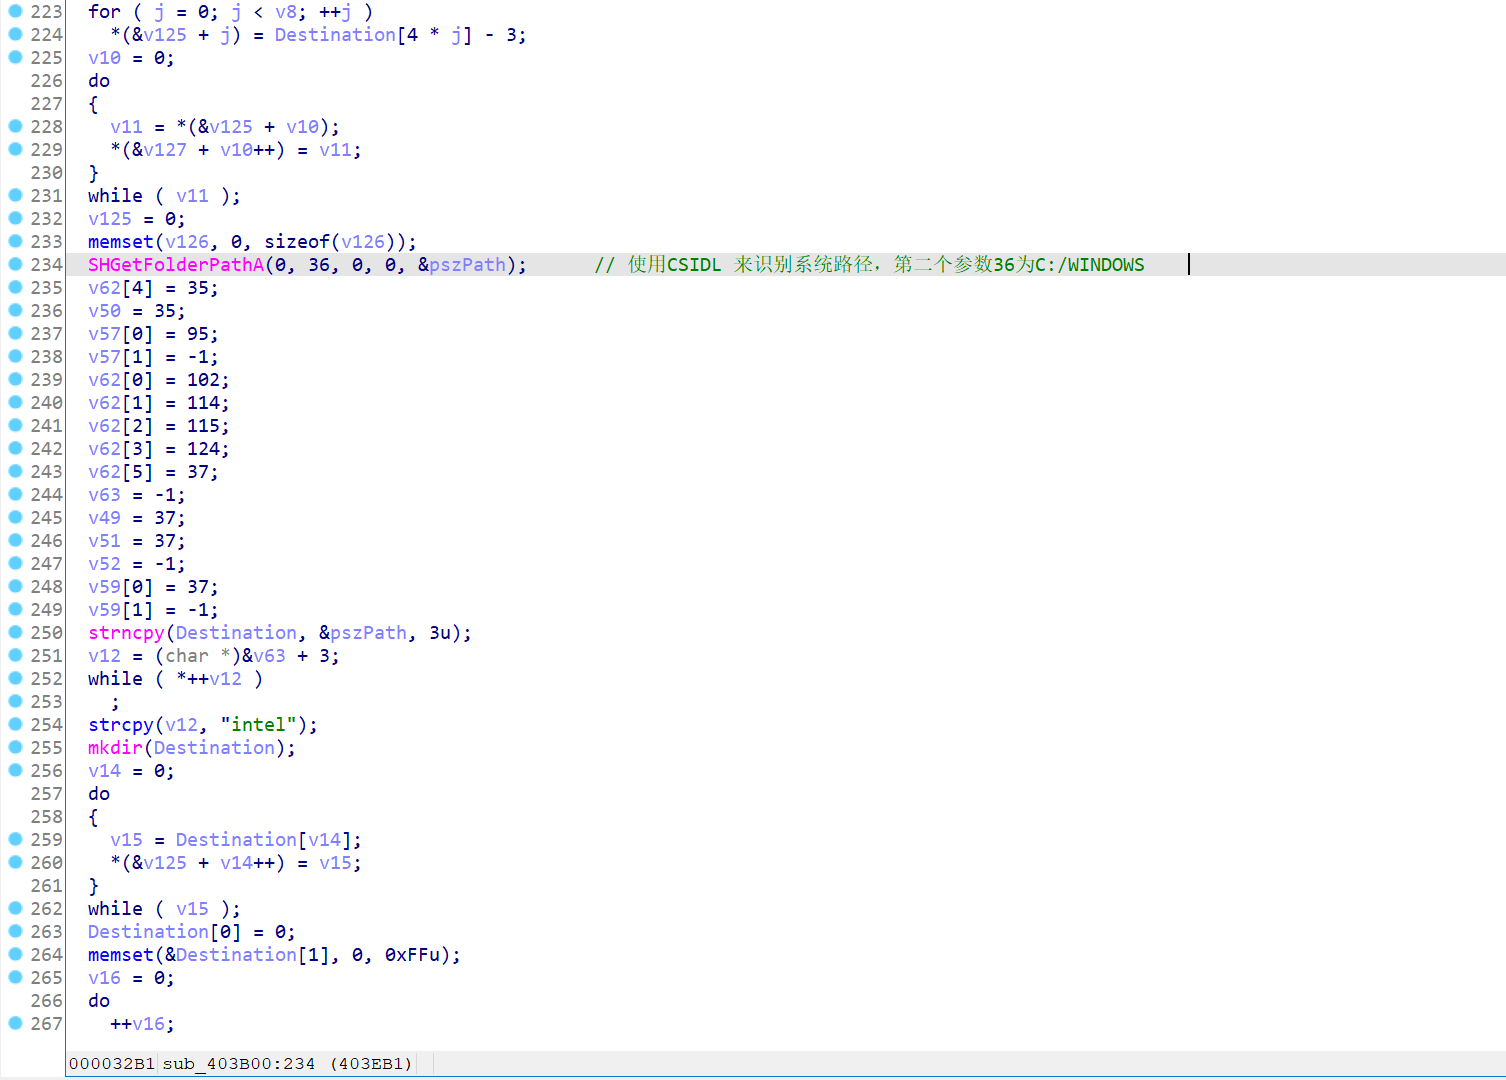 223 for ( j = 0; j < v8; ++j )
224 *(&v125 + j) = Destination[4 * j] - 3;
225 v10 = 0;
226 do
227 {
228 v11 = *(&v125 + v10);
229 *(&v127 + v10++) = v11;
230 }
231 while ( v11 );
232 v125 = 0;
233 memset(v126, 0, sizeof(v126));
234 SHGetFolderPathA(0, 36, 0, 0, &pszPath); // 使用CSIDL 来识别系统路径，第二个参数36为C:/WINDOWS
235 v62[4] = 35;
236 v50 = 35;
237 v57[0] = 95;
238 v57[1] = -1;
239 v62[0] = 102;
240 v62[1] = 114;
241 v62[2] = 115;
242 v62[3] = 124;
243 v62[5] = 37;
244 v63 = -1;
245 v49 = 37;
246 v51 = 37;
247 v52 = -1;
248 v59[0] = 37;
249 v59[1] = -1;
250 strncpy(Destination, &pszPath, 3u);
251 v12 = (char *)&v63 + 3;
252 while ( *++v12 )
253 ;
254 strcpy(v12, "intel");
255 mkdir(Destination);
256 v14 = 0;
257 do
258 {
259 v15 = Destination[v14];
260 *(&v125 + v14++) = v15;
261 }
262 while ( v15 );
263 Destination[0] = 0;
264 memset(&Destination[1], 0, 0xFFu);
265 v16 = 0;
266 do
267 ++v16;
000032B1 sub_403B00:234 (403EB1)